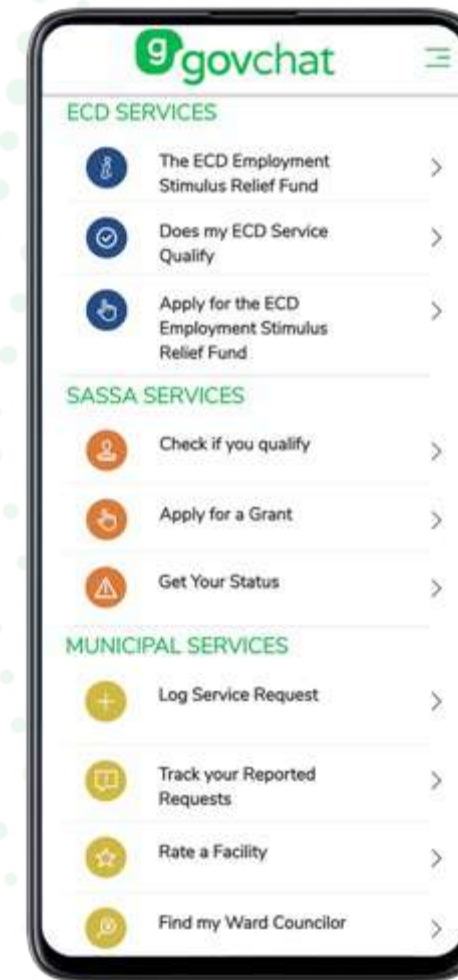 g govchat
ECD SERVICES
The ECD Employment
Stimulus Relief Fund
Does my ECD Service
Qualify
Apply for the ECD
Employment Stimulus
Relief Fund
SASSA SERVICES
Check if you qualify
Apply for a Grant
Get Your Status
MUNICIPAL SERVICES
Log Service Request
Track your Reported
Requests
Rate a Facility
Find my Ward Councilor